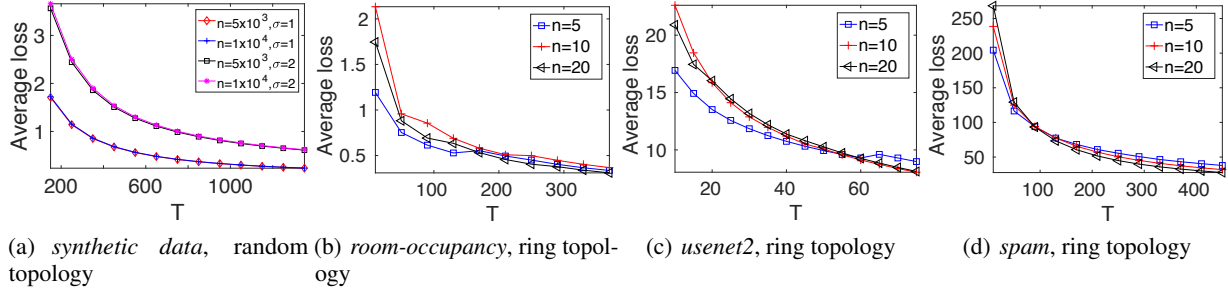 Average loss
3
2
1
200
600
1000
T
n=5x10³,σ=1
n=1x10⁴,σ=1
n=5x10³,σ=2
n=1x10⁴,σ=2
(a) synthetic data, random
topology
Average loss
2
1.5
1
0.5
100
200
300
T
n=5
n=10
n=20
(b) room-occupancy, ring topol-
ogy
Average loss
20
15
10
20
40
60
T
n=5
n=10
n=20
(c) usenet2, ring topology
Average loss
250
200
150
100
50
100
200
300
400
T
n=5
n=10
n=20
(d) spam, ring topology